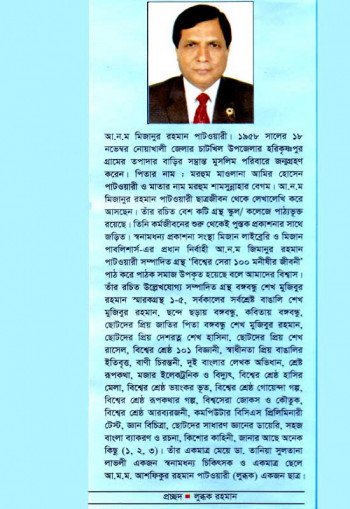 আ.ন.ম মিজানুর রহমান পাটওয়ারী। ১৯৫৮ সালের ১৮
নভেম্বর নোয়াখালী জেলার চাটখিল উপজেলার হরিকৃষ্ণপুর
গ্রামের তপাদার বাড়ির সম্ভ্রান্ত মুসলিম পরিবারে জন্মগ্রহণ
করেন। পিতার নাম : মরহুম মাওলানা আমির হোসেন
পাটওয়ারী ও মাতার নাম মরহুম শামসুন্নাহার বেগম। আ.ন.ম
মিজানুর রহমান পাটওয়ারী ছাত্রজীবন থেকে লেখালেখি করে
আসছেন। তাঁর রচিত বেশ কটি গ্রন্থ স্কুল/ কলেজে পাঠ্যভুক্ত
রয়েছে। তিনি কর্মজীবনের শুরু থেকেই পুস্তক প্রকাশনার সাথে
জড়িত। স্বনামধন্য প্রকাশনা সংস্থা মিজান লাইব্রেরি ও মিজান
পাবলিশার্স-এর প্রধান নির্বাহী আ.ন.ম মিজানুর রহমান
পাটওয়ারী সম্পাদিত গ্রন্থ 'বিশ্বের সেরা ১০০ মনীষীর জীবনী'
পাঠ করে পাঠক সমাজ উপকৃত হয়েছে বলে আমাদের বিশ্বাস।
তাঁর রচিত উল্লেখযোগ্য সম্পাদিত গ্রন্থ বঙ্গবন্ধু শেখ মুজিবুর
রহমান স্মারকগ্রন্থ ১-৫, সর্বকালের সর্বশ্রেষ্ঠ বাঙালি শেখ
মুজিবুর রহমান, ছন্দে ছড়ায় বঙ্গবন্ধু, কবিতায় বঙ্গবন্ধু,
ছোটদের প্রিয় জাতির পিতা বঙ্গবন্ধু শেখ মুজিবুর রহমান,
ছোটদের প্রিয় দেশরত্ন শেখ হাসিনা, ছোটদের প্রিয় শেখ
রাসেল, বিশ্বের শ্রেষ্ঠ ১০১ বিজ্ঞানী, স্বাধীনতা প্রিয় বাঙালির
ইতিবৃত্ত, বাণী চিরন্তনী, দুই বাংলার লেখক অভিধান, শ্রেষ্ঠ
রূপকথা, মজার ইলেকট্রনিক ও বিদ্যুৎ, বিশ্বের শ্রেষ্ঠ হাসির
মেলা, বিশ্বের শ্রেষ্ঠ ভয়ংকর ভূত, বিশ্বের শ্রেষ্ঠ গোয়েন্দা গল্প,
বিশ্বের শ্রেষ্ঠ রূপকথার গল্প, বিশ্বসেরা জোকস ও কৌতুক,
বিশ্বের শ্রেষ্ঠ আরব্যরজনী, কমপিউটার বিসিএস প্রিলিমিনারী
টেস্ট, জ্ঞান বিচিত্রা, ছোটদের সাধারণ জ্ঞানের ডায়েরি, সহজ
বাংলা ব্যাকরণ ও রচনা, কিশোর কাহিনী, জানার আছে অনেক
কিছু (১, ২, ৩)। তাঁর একমাত্র মেয়ে ডা. তানিয়া সুলতানা
লাভলী একজন স্বনামধন্য চিকিৎসক ও একমাত্র ছেলে
আ.ম.ম. আশফিকুর রহমান পাটওয়ারী (লুব্ধক) একজন ছাত্র।
প্রচ্ছদ ■ লুব্ধক রহমান